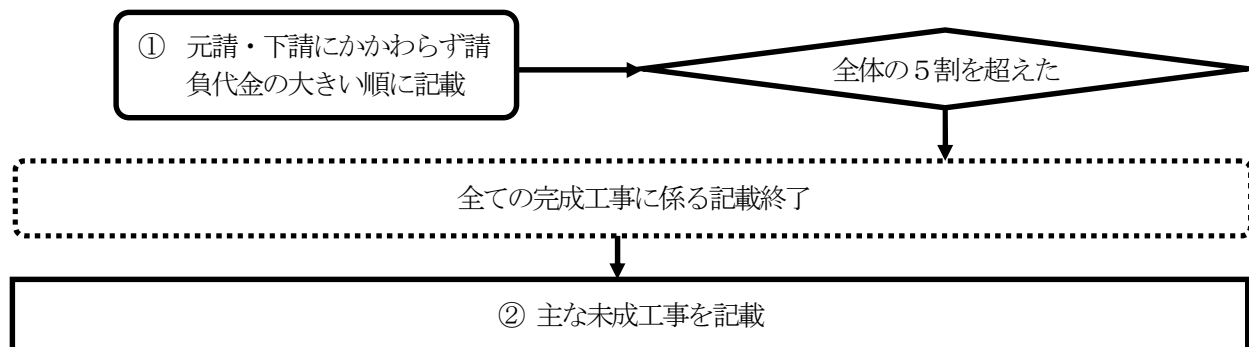 ① 元請・下請にかかわらず請
負代金の大きい順に記載
全体の５割を超えた
全ての完成工事に係る記載終了
② 主な未成工事を記載